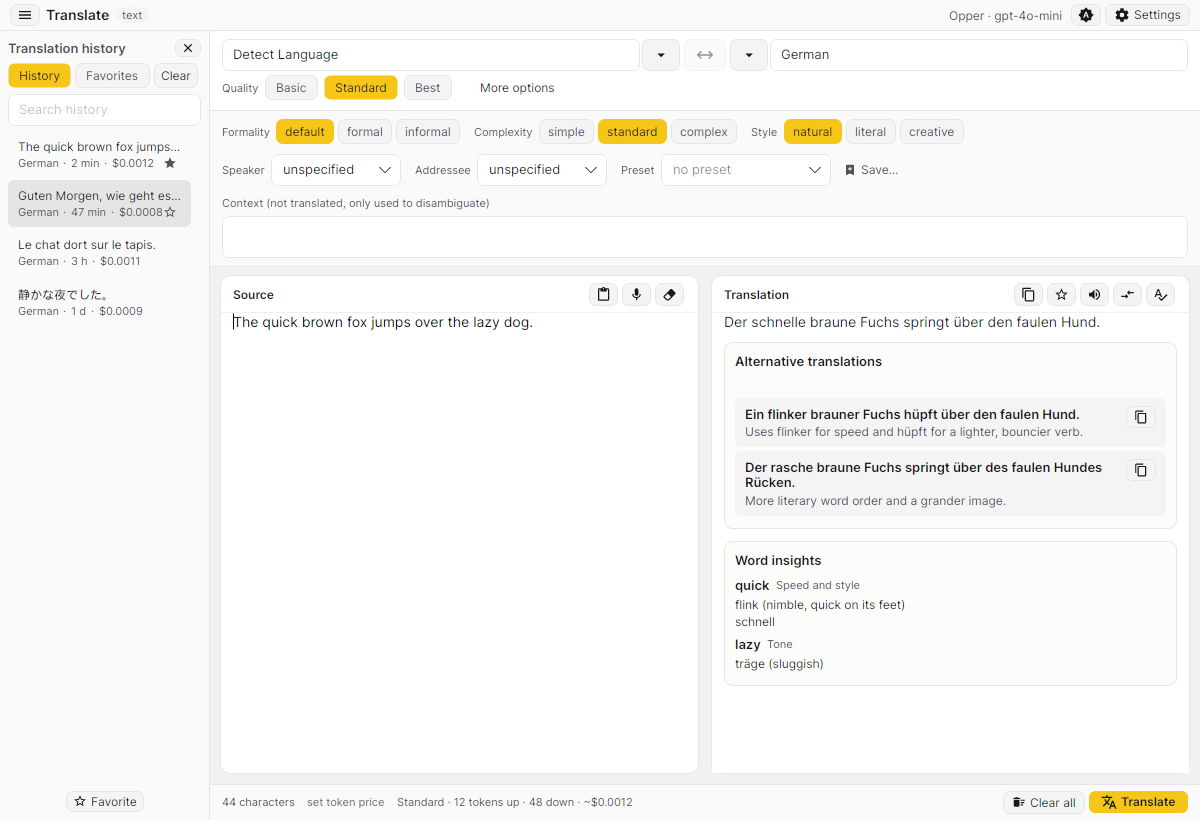 Translate text
Opper · gpt-4o-mini
Settings
Translation history
History Favorites Clear
Search history
The quick brown fox jumps...
German · 2 min · $0.0012
Guten Morgen, wie geht es...
German · 47 min · $0.0008
Le chat dort sur le tapis.
German · 3 h · $0.0011
静かな夜でした。
German · 1 d · $0.0009
Favorite
Detect Language
German
Quality Basic Standard Best More options
Formality default formal informal Complexity simple standard complex Style natural literal creative
Speaker unspecified Addressee unspecified Preset no preset Save...
Context (not translated, only used to disambiguate)
Source
The quick brown fox jumps over the lazy dog.
Translation
Der schnelle braune Fuchs springt über den faulen Hund.
Alternative translations
Ein flinker brauner Fuchs hüpft über den faulen Hund.
Uses flinker for speed and hüpft for a lighter, bouncier verb.
Der rasche braune Fuchs springt über des faulen Hundes
Rücken.
More literary word order and a grander image.
Word insights
quick Speed and style
flink (nimble, quick on its feet)
schnell
lazy Tone
träge (sluggish)
44 characters set token price Standard · 12 tokens up · 48 down · ~$0.0012
Clear all
Translate